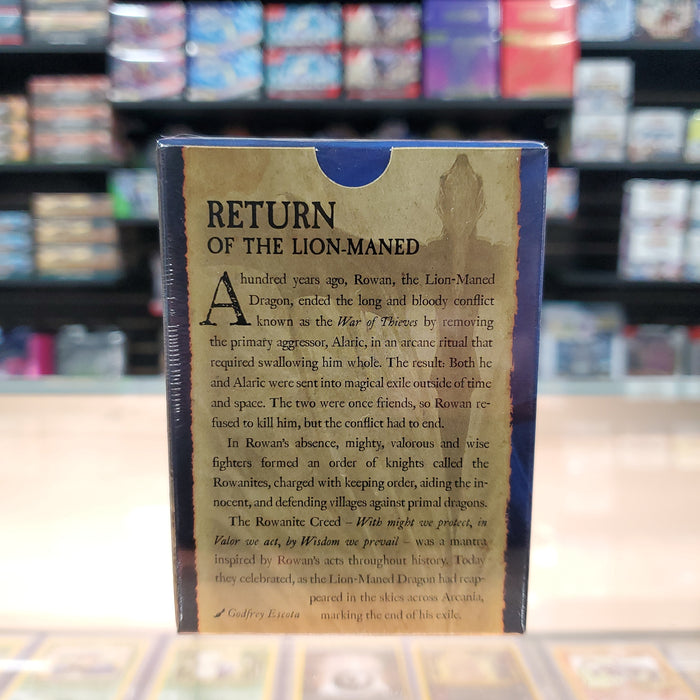 RETURN
OF THE LION-MANED
A hundred years ago, Rowan, the Lion-Maned
Dragon, ended the long and bloody conflict
known as the War of Thieves by removing
the primary aggressor, Alaric, in an arcane ritual that
required swallowing him whole. The result: Both he
and Alaric were sent into magical exile outside of time
and space. The two were once friends, so Rowan re-
fused to kill him, but the conflict had to end.
In Rowan's absence, mighty, valorous and wise
fighters formed an order of knights called the
Rowanites, charged with keeping order, aiding the in-
nocent, and defending villages against primal dragons.
The Rowanite Creed – With might we protect, in
Valor we act, by Wisdom we prevail – was a mantra
inspired by Rowan's acts throughout history. Today
they celebrated, as the Lion-Maned Dragon had reap-
peared in the skies across Arcania,
Godfrey Escota marking the end of his exile.